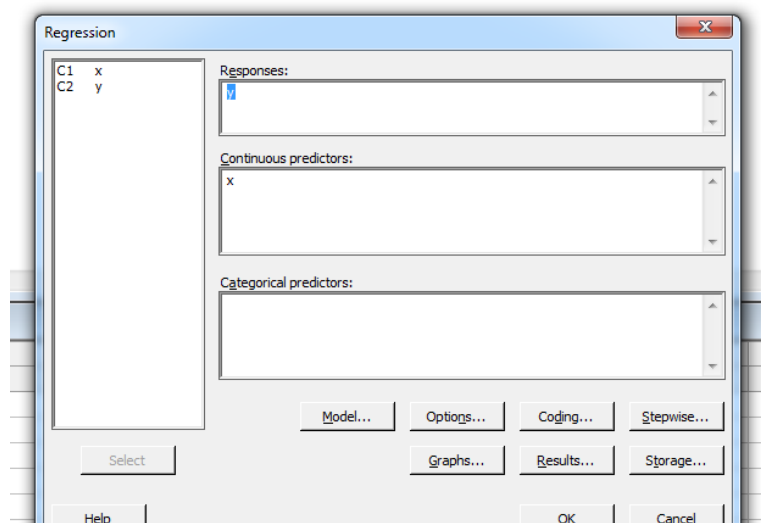 Regression
C1 x
C2 y
Responses:
y
Continuous predictors:
x
Categorical predictors:
Model... Options... Coding... Stepwise...
Select Graphs... Results... Storage...
Help OK Cancel